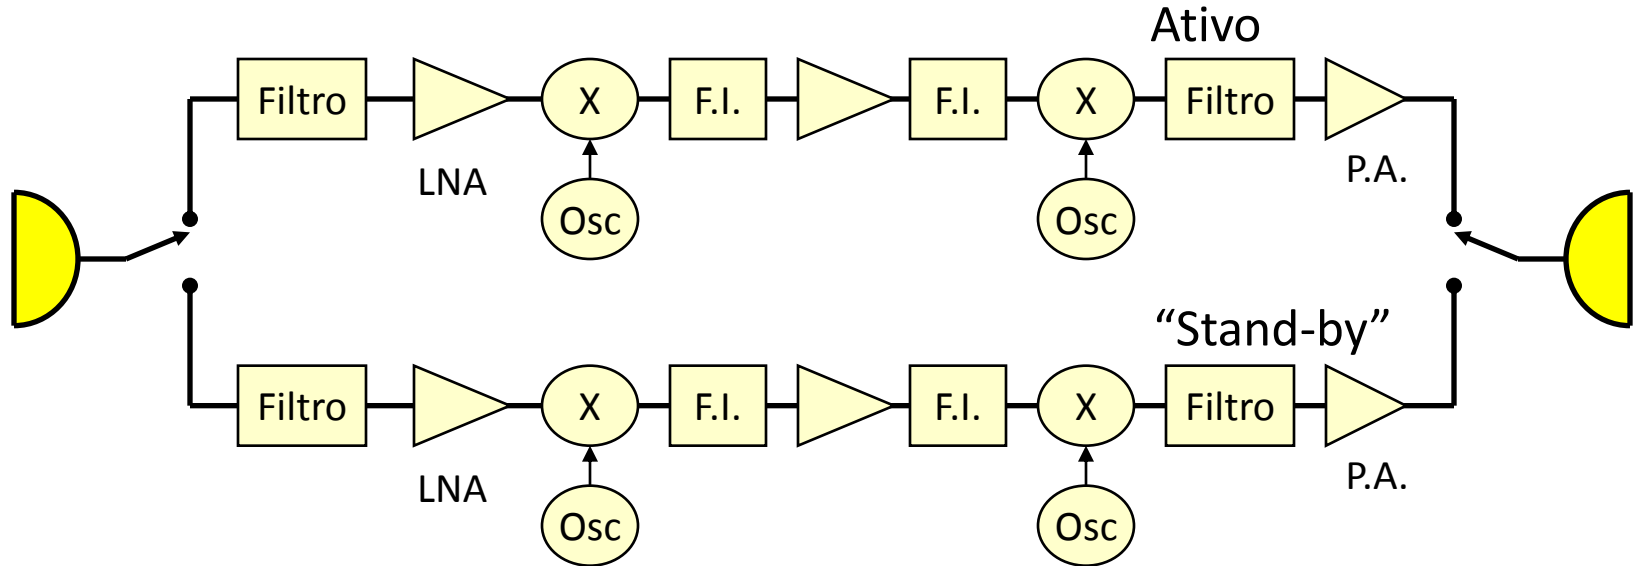 Ativo
Filtro X F.I. F.I. X Filtro
LNA P.A.
Osc Osc
“Stand-by”
Filtro X F.I. F.I. X Filtro
LNA P.A.
Osc Osc